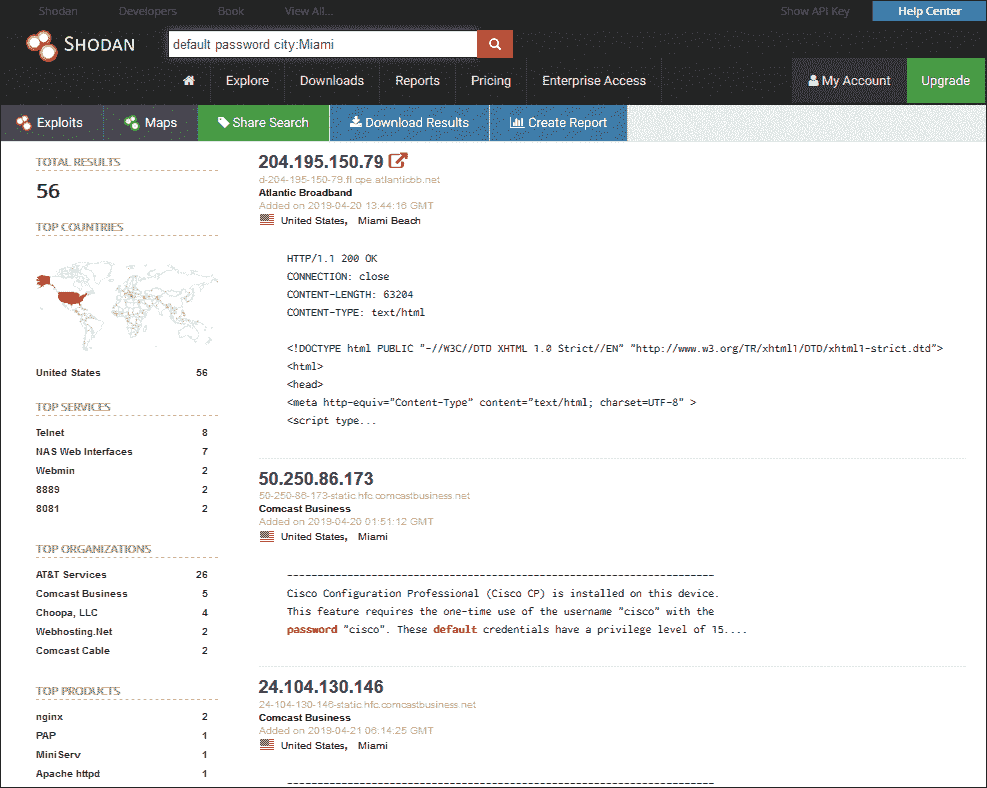 Shodan Developers Book View All... Show API Key Help Center
SHODAN
default password city:Miami
Explore Downloads Reports Pricing Enterprise Access My Account Upgrade
Exploits Maps Share Search Download Results Create Report
TOTAL RESULTS
56
TOP COUNTRIES
United States 56
TOP SERVICES
Telnet 8
NAS Web Interfaces 7
Webmin 2
8889 2
8081 2
TOP ORGANIZATIONS
AT&T Services 26
Comcast Business 5
Choopa, LLC 4
Webhosting.Net 2
Comcast Cable 2
TOP PRODUCTS
nginx 2
PAP 1
MiniServ 1
Apache httpd 1
204.195.150.79
d-204-195-150-79.fl.cpe.atlanticbb.net
Atlantic Broadband
Added on 2019-04-20 13:44:16 GMT
United States, Miami Beach
HTTP/1.1 200 OK
CONNECTION: close
CONTENT-LENGTH: 63204
CONTENT-TYPE: text/html
<!DOCTYPE html PUBLIC "-//W3C//DTD XHTML 1.0 Strict//EN" "http://www.w3.org/TR/xhtml1/DTD/xhtml1-strict.dtd">
<html>
<head>
<meta http-equiv="Content-Type" content="text/html; charset=UTF-8" >
<script type...
50.250.86.173
50-250-86-173-static.hfc.comcastbusiness.net
Comcast Business
Added on 2019-04-20 01:51:12 GMT
United States, Miami
-----------------------------------------------------------------------
Cisco Configuration Professional (Cisco CP) is installed on this device.
This feature requires the one-time use of the username "cisco" with the
password "cisco". These default credentials have a privilege level of 15....
24.104.130.146
24-104-130-146-static.hfc.comcastbusiness.net
Comcast Business
Added on 2019-04-21 06:14:25 GMT
United States, Miami
-----------------------------------------------------------------------